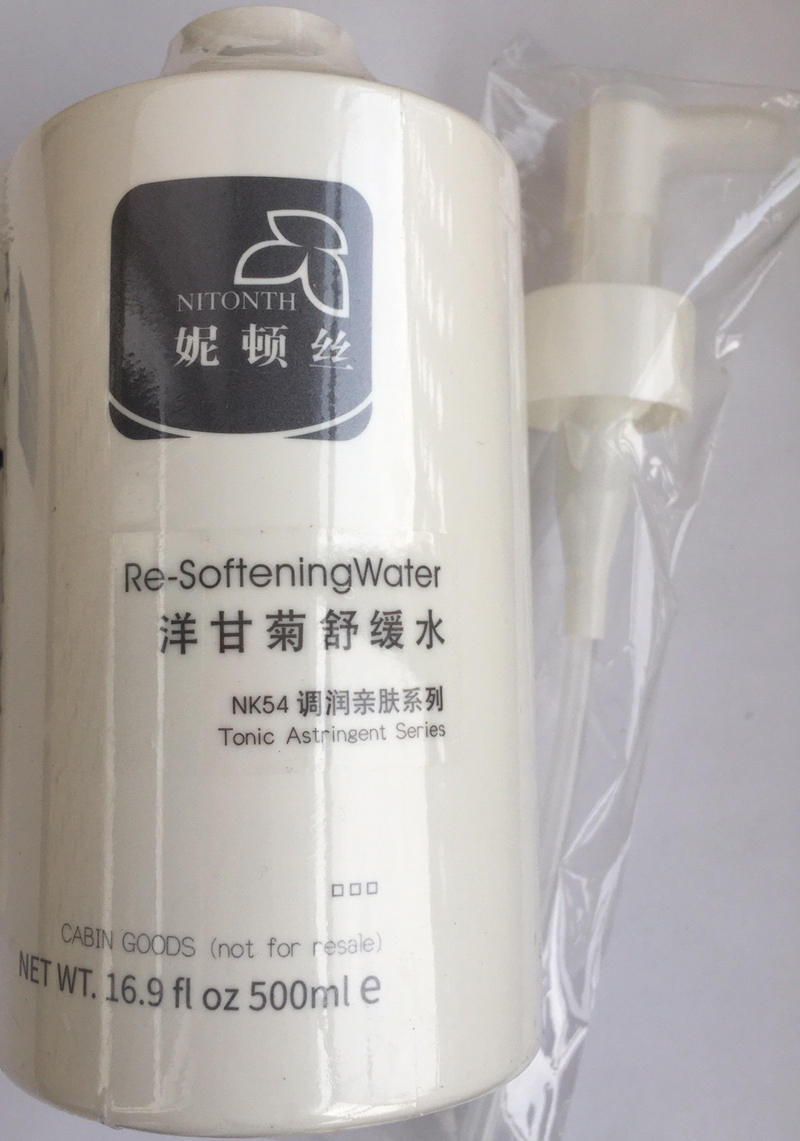 NITONTH
妮顿丝
Re-SofteningWater
洋甘菊舒缓水
NK54 调润亲肤系列
Tonic Astringent Series
CABIN GOODS (not for resale)
NET WT. 16.9 fl oz 500ml e